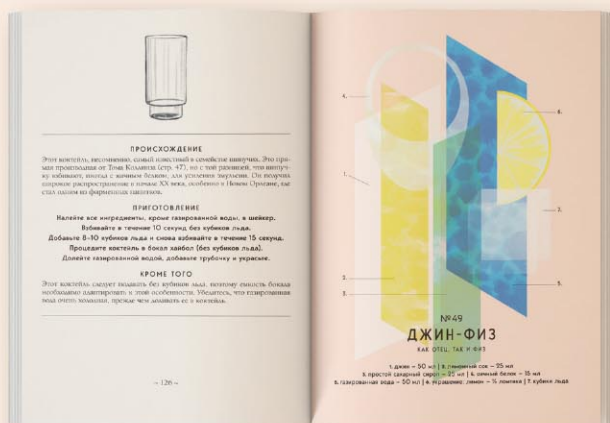 ПРОИСХОЖДЕНИЕ
Этот коктейль, несомненно, самый известный в семействе шипучих. Это пря-
мая производная от Тома Коллинза (стр. 47), но с той разницей, что шипуч-
ку взбивают, иногда с яичным белком, для усиления эмульсии. Он получил
широкое распространение в начале XX века, особенно в Новом Орлеане, где
стал одним из фирменных напитков.
ПРИГОТОВЛЕНИЕ
Налейте все ингредиенты, кроме газированной воды, в шейкер.
Взбивайте в течение 10 секунд без кубиков льда.
Добавьте 8–10 кубиков льда и снова взбивайте в течение 15 секунд.
Процедите коктейль в бокал хайбол (без кубиков льда).
Долейте газированной водой, добавьте трубочку и украсьте.
КРОМЕ ТОГО
Этот коктейль следует подавать без кубиков льда, поэтому емкость бокала
необходимо адаптировать к этой особенности. Убедитесь, что газированная
вода очень холодная, прежде чем доливать ее в коктейль.
~ 126 ~
4.
6.
1.
7.
2.
5.
3.
№49
ДЖИН-ФИЗ
КАК ОТЕЦ, ТАК И ФИЗ
1. джин – 50 мл | 2. лимонный сок – 25 мл
3. простой сахарный сироп – 25 мл | 4. яичный белок – 15 мл
5. газированная вода – 50 мл | 6. украшение: лимон – ½ ломтика | 7. кубики льда